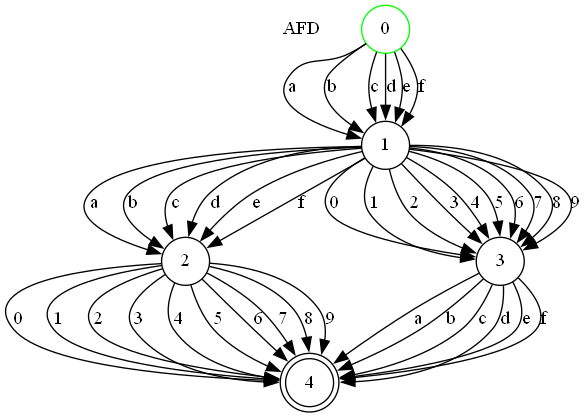 AFD 0
a b c d e f
1
a b c d e f 0 1 2 3 4 5 6 7 8 9
2 3
0 1 2 3 4 5 6 7 8 9 a b c d e f
4